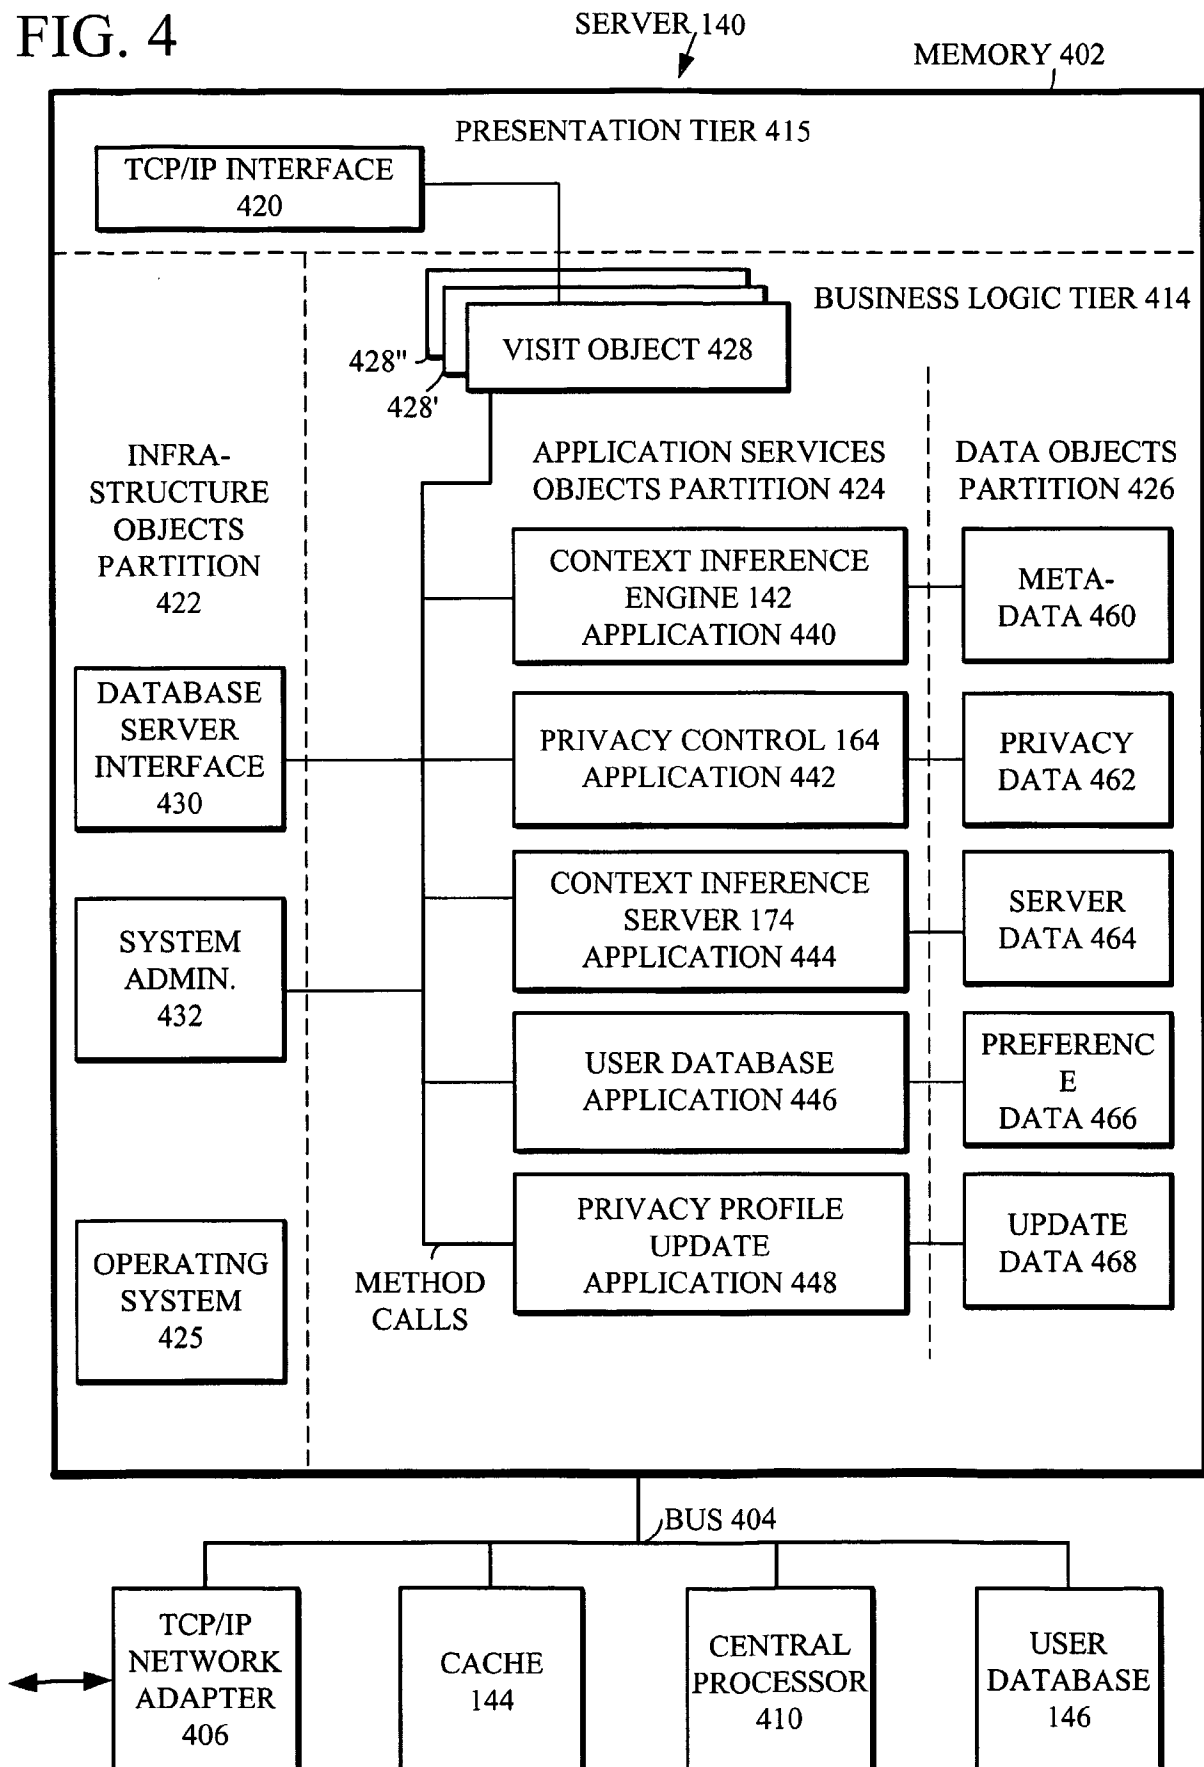 FIG. 4
SERVER 140
MEMORY 402
PRESENTATION TIER 415
TCP/IP INTERFACE
420
BUSINESS LOGIC TIER 414
VISIT OBJECT 428
428"
428'
INFRA-
STRUCTURE
OBJECTS
PARTITION
422
APPLICATION SERVICES
OBJECTS PARTITION 424
DATA OBJECTS
PARTITION 426
CONTEXT INFERENCE
ENGINE 142
APPLICATION 440
META-
DATA 460
DATABASE
SERVER
INTERFACE
430
PRIVACY CONTROL 164
APPLICATION 442
PRIVACY
DATA 462
CONTEXT INFERENCE
SERVER 174
APPLICATION 444
SERVER
DATA 464
SYSTEM
ADMIN.
432
USER DATABASE
APPLICATION 446
PREFERENC
E
DATA 466
PRIVACY PROFILE
UPDATE
APPLICATION 448
UPDATE
DATA 468
OPERATING
SYSTEM
425
METHOD
CALLS
BUS 404
TCP/IP
NETWORK
ADAPTER
406
CACHE
144
CENTRAL
PROCESSOR
410
USER
DATABASE
146